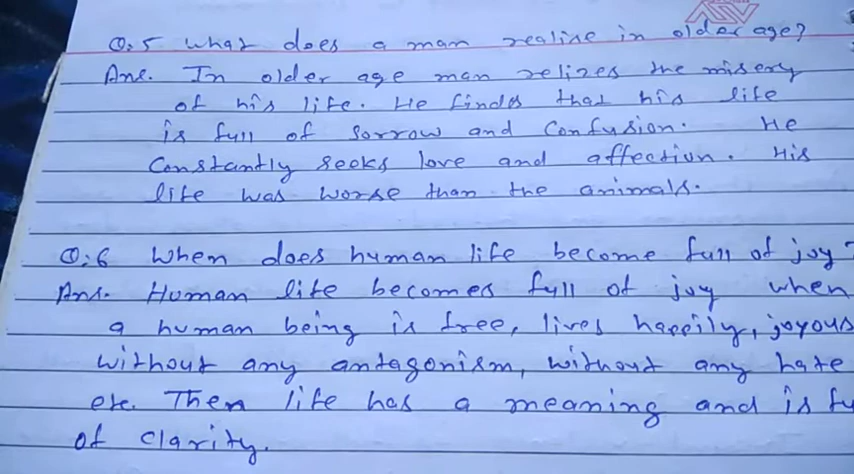 Q:5 what does a man realise in older age?
Ans. In older age man relizes the misery
of his life. He finds that his life
is full of sorrow and confusion. He
constantly seeks love and affection. His
life was worse than the animals.
Q:6 When does human life become full of joy?
Ans. Human life becomes full of joy when
a human being is free, lives happily, joyous
without any antagonism, without any hate
etc. Then life has a meaning and is fu
of clarity.